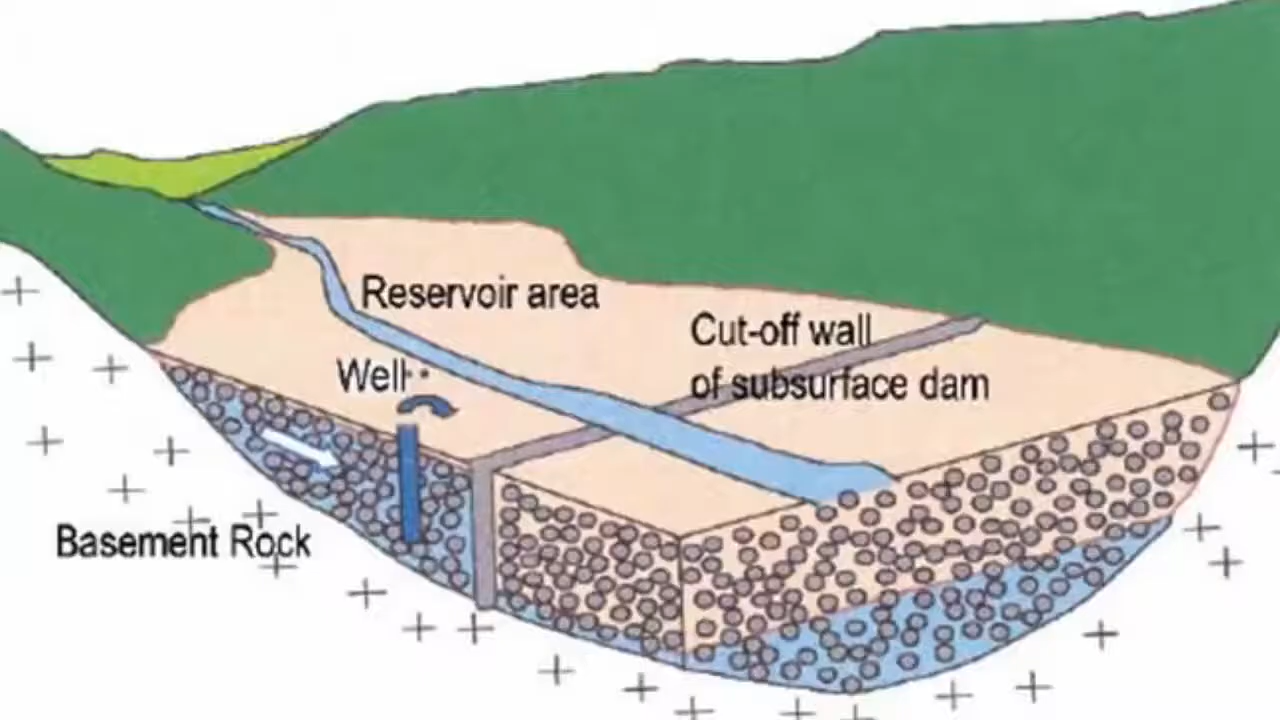 Reservoir area
Cut-off wall
of subsurface dam
Well
Basement Rock